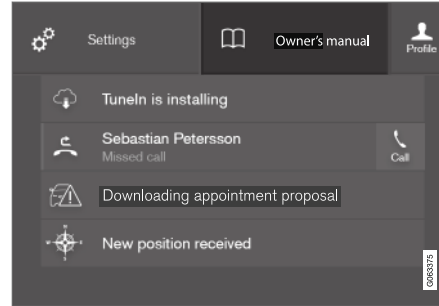 Settings
Owner's manual
Profile
TuneIn is installing
Sebastian Petersson
Missed call
Call
Downloading appointment proposal
New position received
G063375